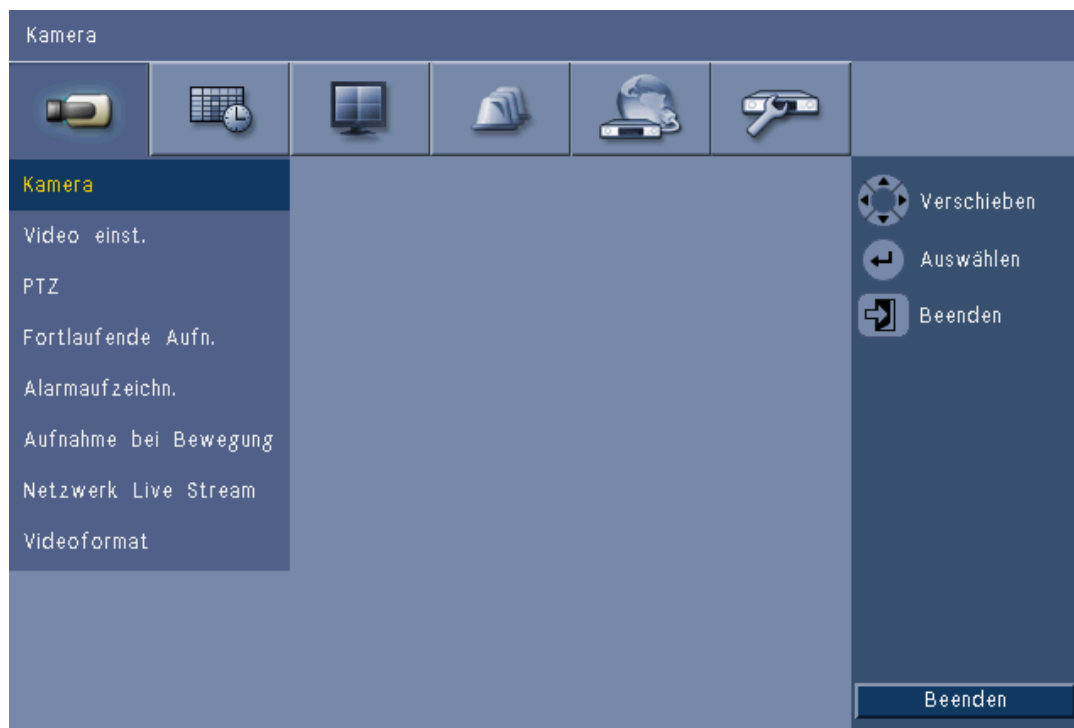 Kamera
Kamera
Video einst.
PTZ
Fortlaufende Aufn.
Alarmaufzeichn.
Aufnahme bei Bewegung
Netzwerk Live Stream
Videoformat
Verschieben
Auswählen
Beenden
Beenden